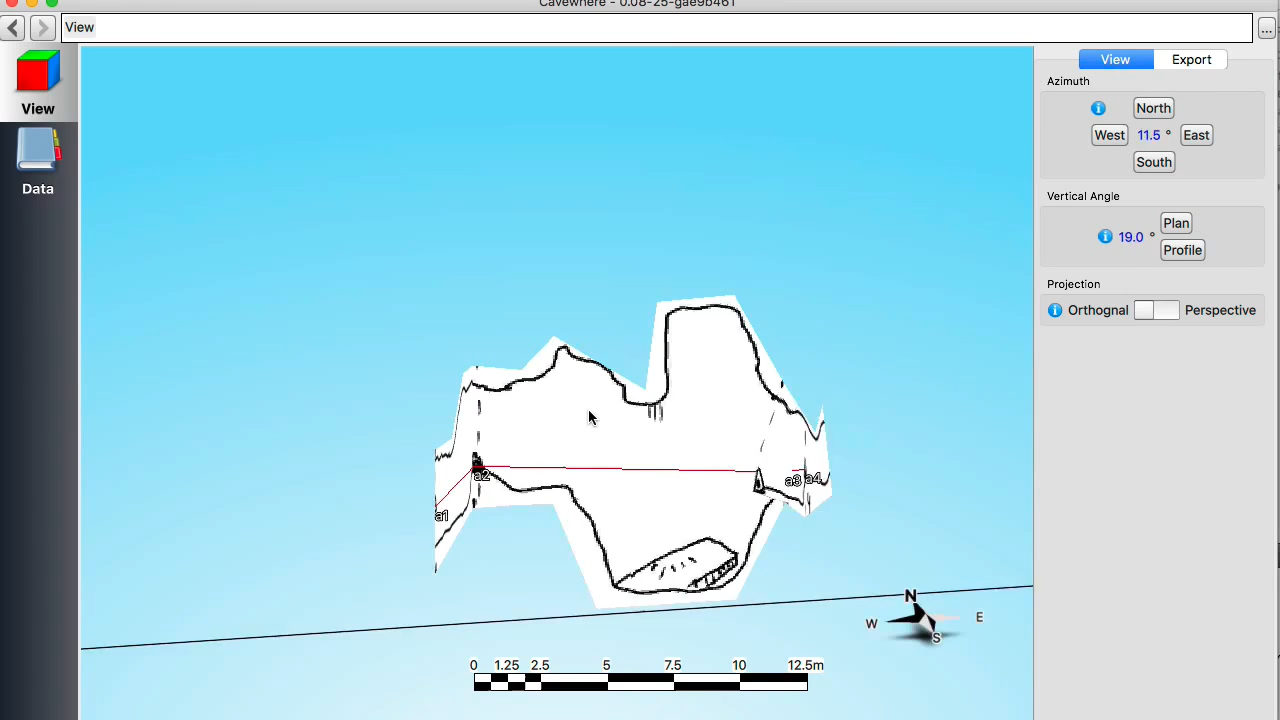 Cavewhere - 0.08-25-gae9b461
View
...
View
Data
View Export
Azimuth
North
West 11.5 ° East
South
Vertical Angle
Plan
19.0 °
Profile
Projection
Orthognal Perspective
a2
a3 a4
a1
N
W E
S
0 1.25 2.5 5 7.5 10 12.5m